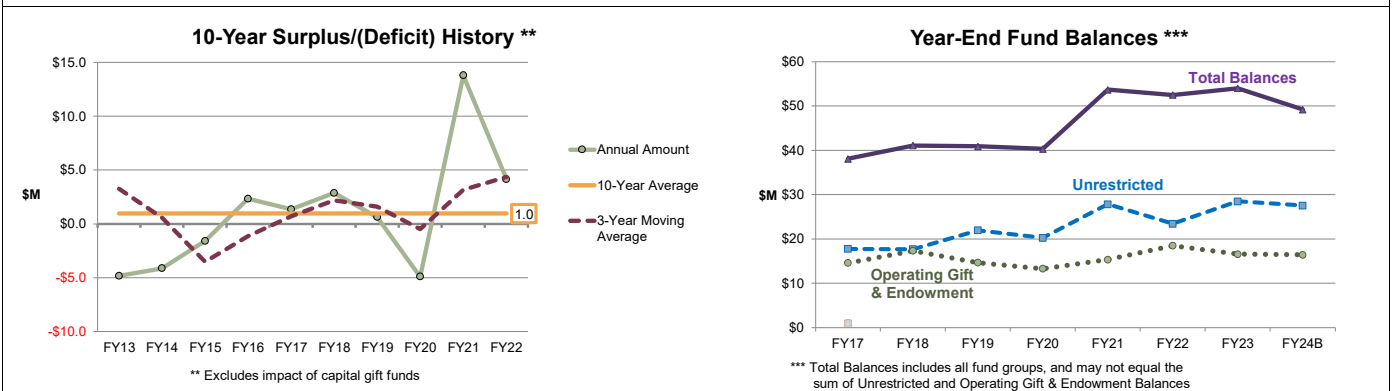 10-Year Surplus/(Deficit) History **
$15.0
$10.0
$5.0
$0.0
-$5.0
-$10.0
$M
FY13 FY14 FY15 FY16 FY17 FY18 FY19 FY20 FY21 FY22
1.0
Annual Amount
10-Year Average
3-Year Moving
Average
** Excludes impact of capital gift funds
Year-End Fund Balances ***
$60
$50
$40
$30
$20
$10
$0
$M
Total Balances
Unrestricted
Operating Gift
& Endowment
FY17 FY18 FY19 FY20 FY21 FY22 FY23 FY24B
*** Total Balances includes all fund groups, and may not equal the
sum of Unrestricted and Operating Gift & Endowment Balances